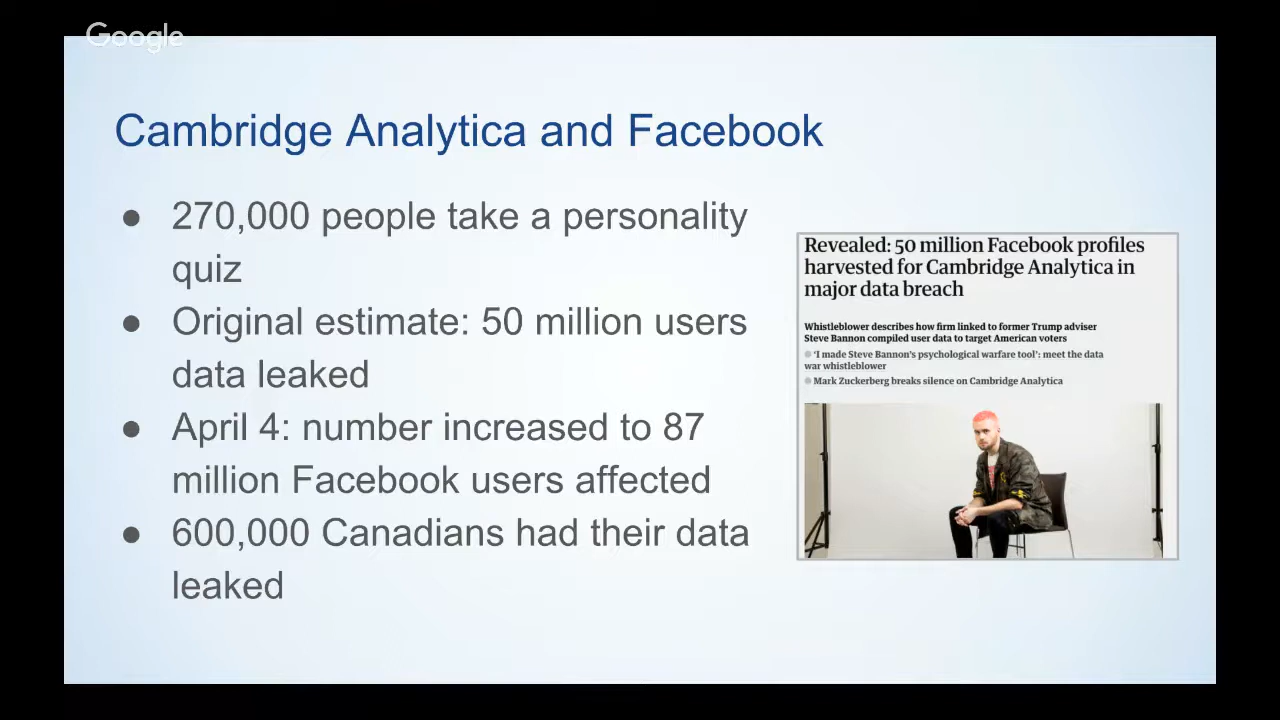 Google
Cambridge Analytica and Facebook
● 270,000 people take a personality
quiz
● Original estimate: 50 million users
data leaked
● April 4: number increased to 87
million Facebook users affected
● 600,000 Canadians had their data
leaked
Revealed: 50 million Facebook profiles
harvested for Cambridge Analytica in
major data breach
Whistleblower describes how firm linked to former Trump adviser
Steve Bannon compiled user data to target American voters
● ‘I made Steve Bannon’s psychological warfare tool’: meet the data
war whistleblower
● Mark Zuckerberg breaks silence on Cambridge Analytica